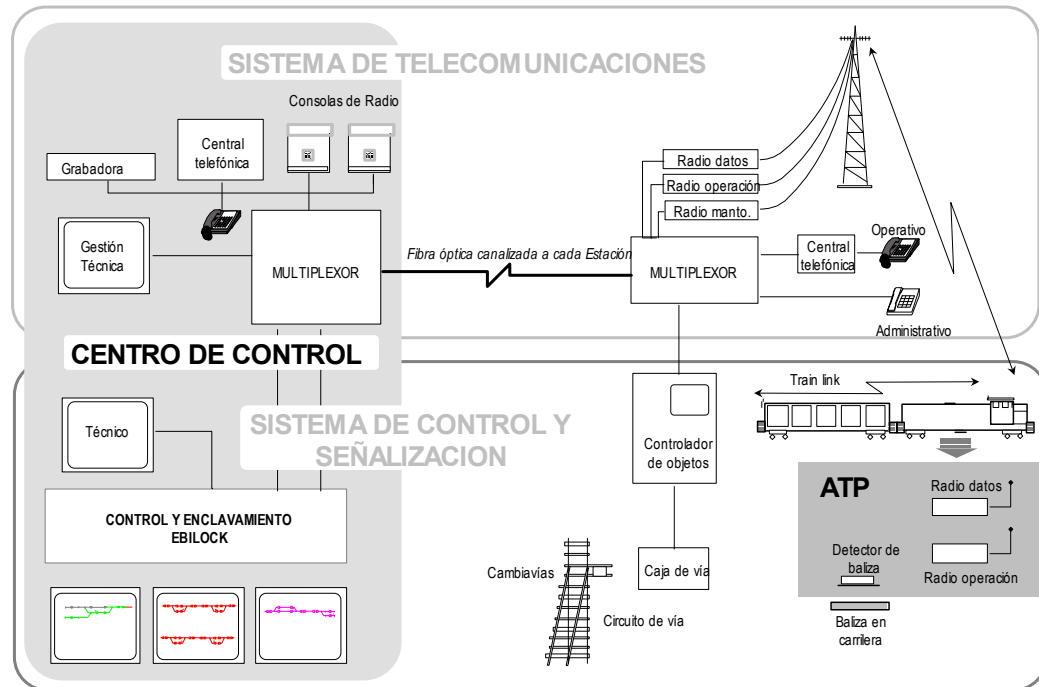 SISTEMA DE TELECOMUNICACIONES
Consolas de Radio
Central
telefónica
Grabadora
Gestión
Técnica
MULTIPLEXOR
Fibra óptica canalizada a cada Estación
Radio datos
Radio operación
Radio manto.
MULTIPLEXOR
Central
telefónica
Operativo
Administrativo
CENTRO DE CONTROL
SISTEMA DE CONTROL Y
SEÑALIZACION
Técnico
CONTROL Y ENCLAVAMIENTO
EBILOCK
Controlador
de objetos
Caja de vía
Cambiavías
Circuito de vía
Train link
ATP
Radio datos
Radio operación
Detector de
baliza
Baliza en
carrilera